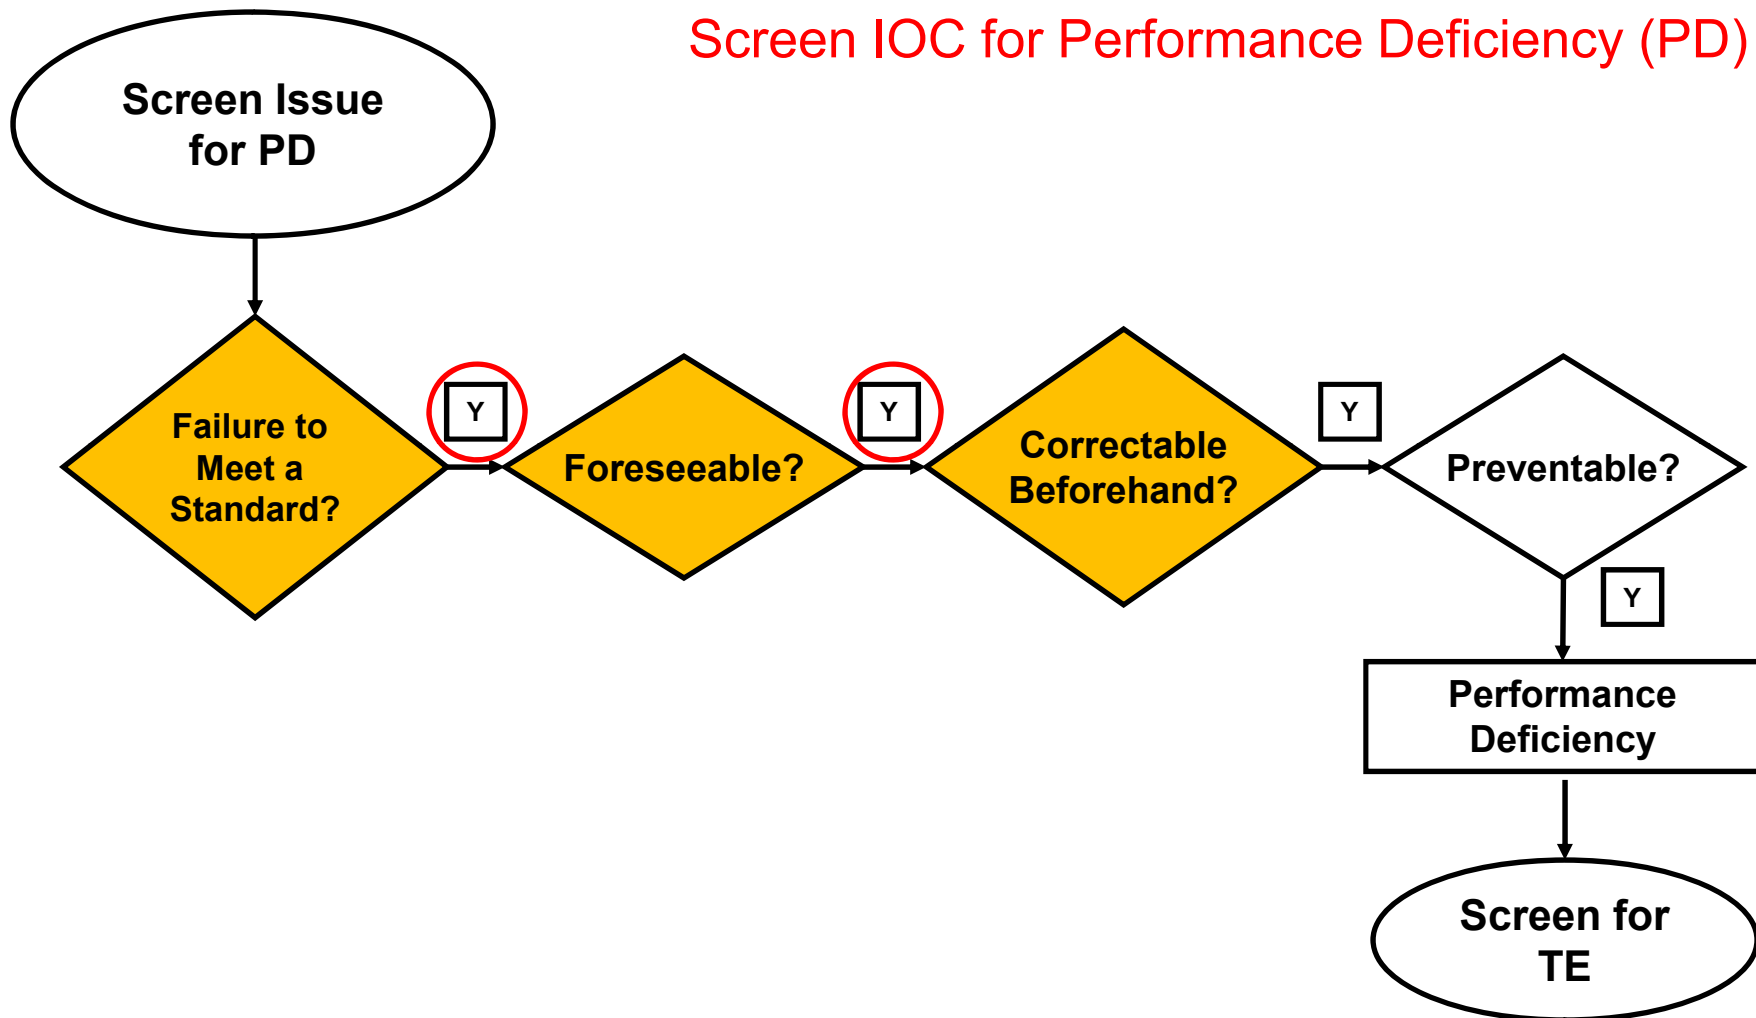 Screen IOC for Performance Deficiency (PD)
Screen Issue
for PD
Failure to
Meet a
Standard?
Y
Foreseeable?
Y
Correctable
Beforehand?
Y
Preventable?
Y
Performance
Deficiency
Screen for
TE